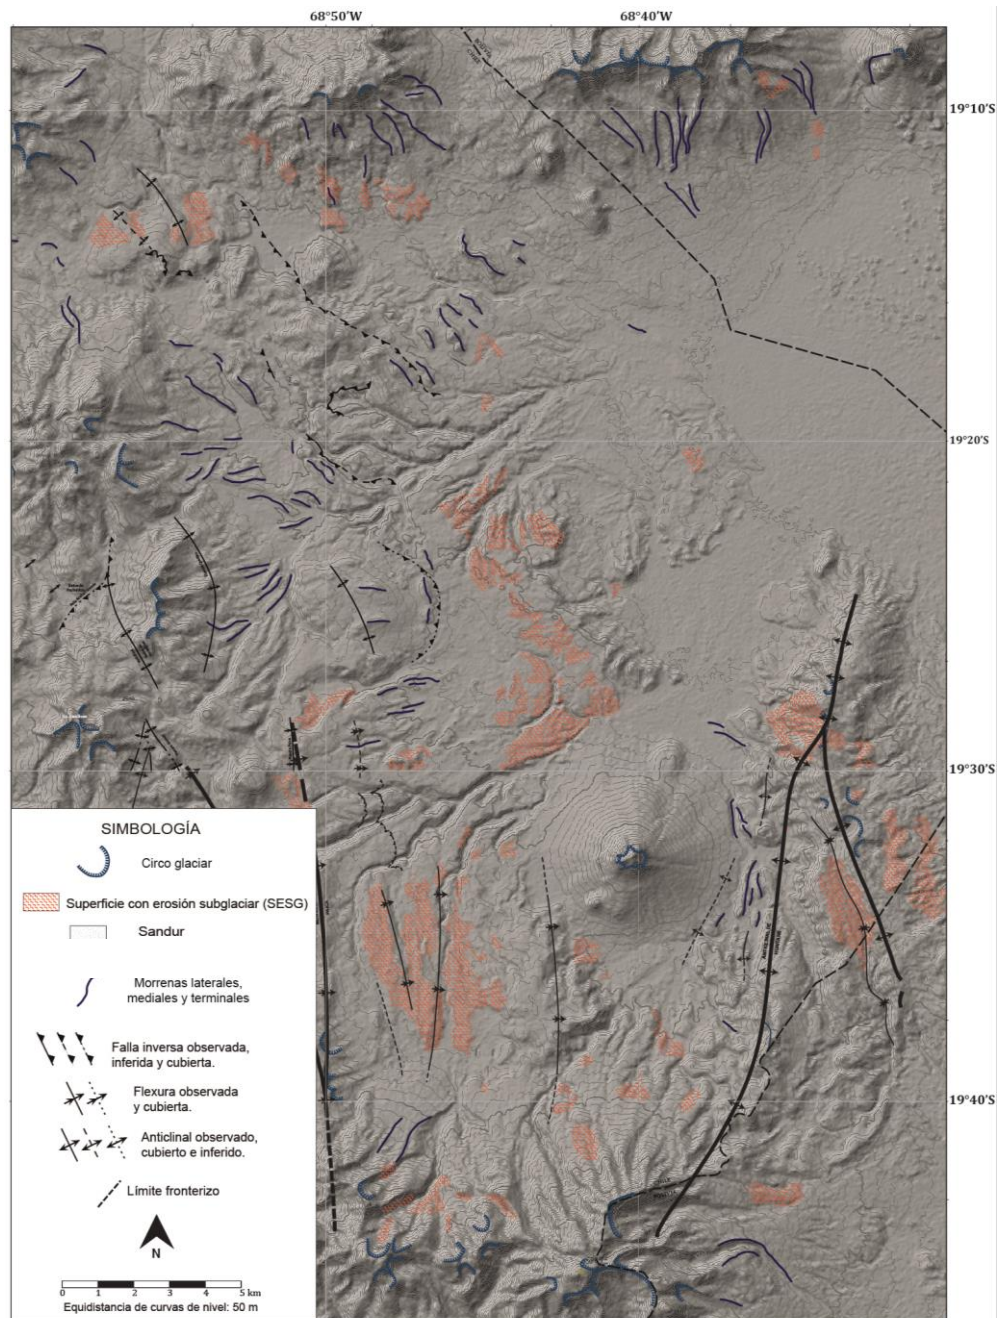 68°50'W 68°40'W
19°10'S
19°20'S
19°30'S
19°40'S
SIMBOLOGÍA
Circo glaciar
Superficie con erosión subglaciar (SESG)
Sandur
Morrenas laterales,
mediales y terminales
Falla inversa observada,
inferida y cubierta.
Flexura observada
y cubierta.
Anticlinal observado,
cubierto e inferido.
Límite fronterizo
N
0 1 2 3 4 5 km
Equidistancia de curvas de nivel: 50 m